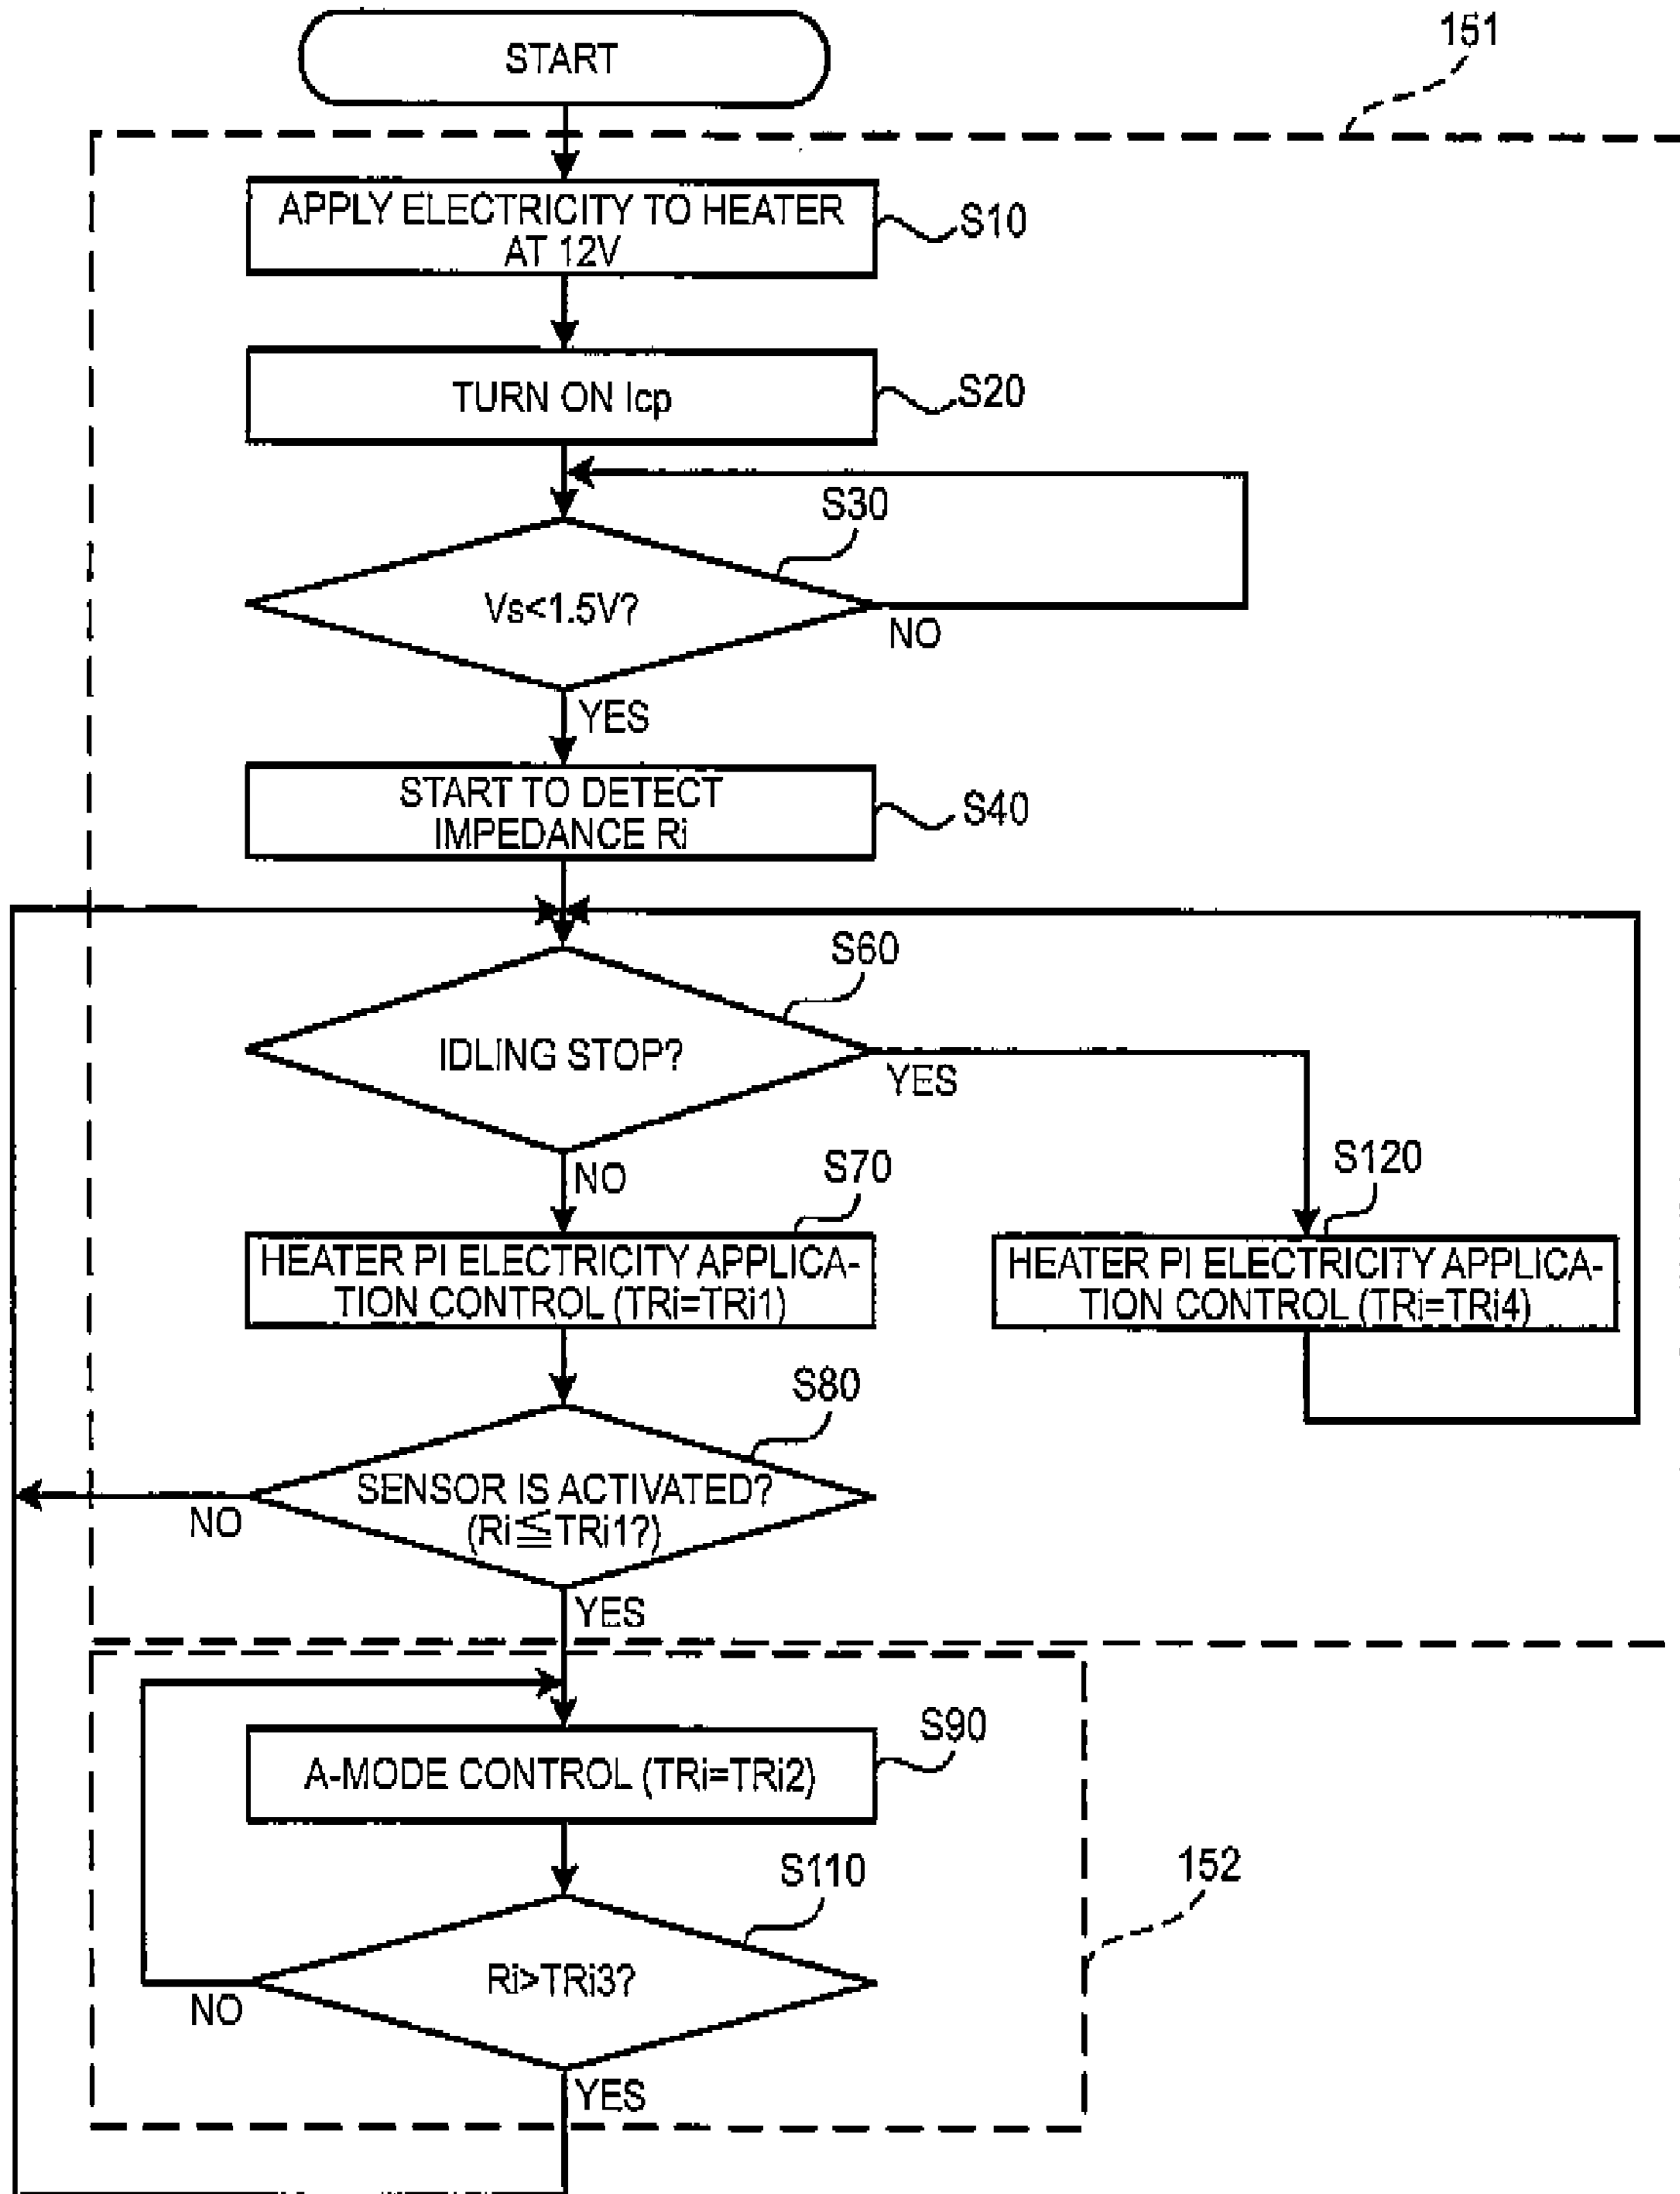 START
151
APPLY ELECTRICITY TO HEATER
AT 12V
S10
TURN ON Icp
S20
S30
Vs<1.5V?
NO
YES
START TO DETECT
IMPEDANCE Ri
S40
S60
IDLING STOP?
YES
NO
S70
S120
HEATER PI ELECTRICITY APPLICA-
TION CONTROL (TRi=TRi1)
HEATER PI ELECTRICITY APPLICA-
TION CONTROL (TRi=TRi4)
S80
SENSOR IS ACTIVATED?
(Ri≦TRi1?)
NO
YES
S90
A-MODE CONTROL (TRi=TRi2)
S110
152
Ri>TRi3?
NO
YES